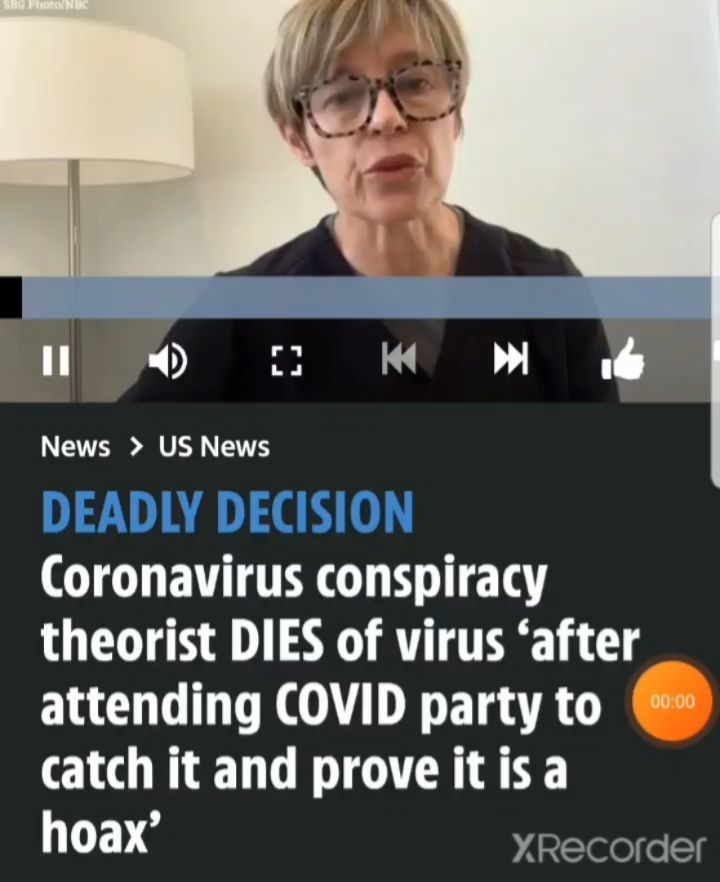 SBG Photo/NBC
News > US News
DEADLY DECISION
Coronavirus conspiracy
theorist DIES of virus ‘after
attending COVID party to
catch it and prove it is a
hoax’
00:00
XRecorder